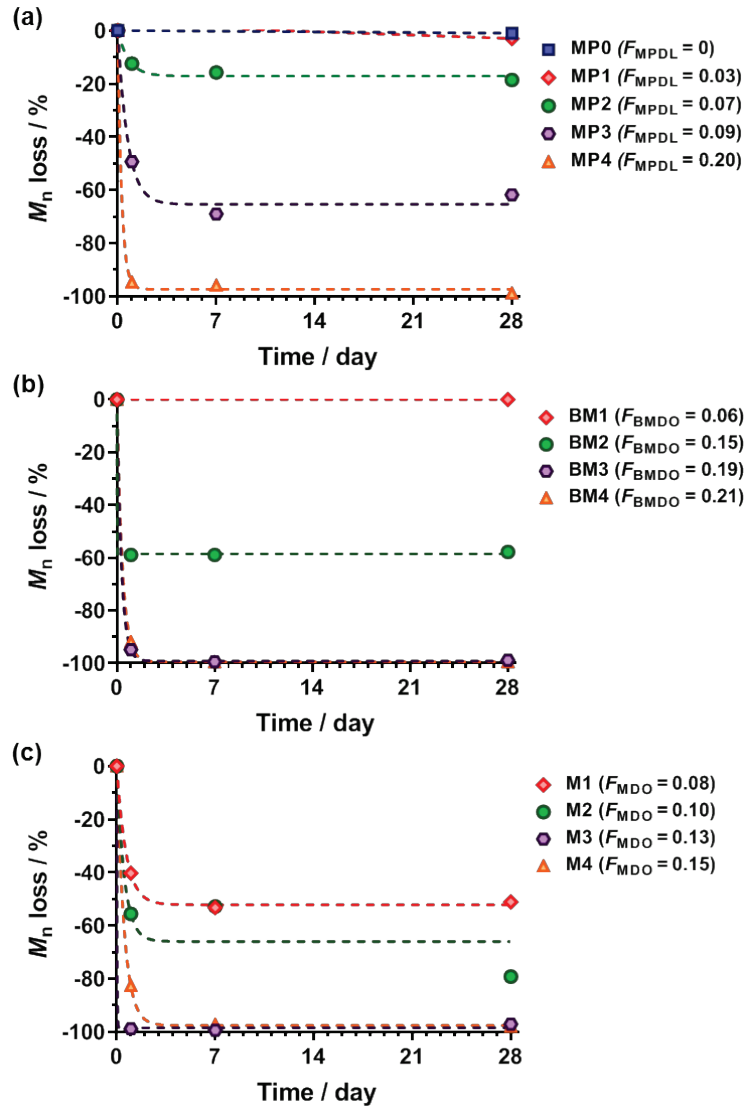 (a)
0
-20
-40
-60
-80
-100
Mn loss / %
0 7 14 21 28
Time / day
MP0 (FMPDL = 0)
MP1 (FMPDL = 0.03)
MP2 (FMPDL = 0.07)
MP3 (FMPDL = 0.09)
MP4 (FMPDL = 0.20)
(b)
0
-20
-40
-60
-80
-100
Mn loss / %
0 7 14 21 28
Time / day
BM1 (FBMDO = 0.06)
BM2 (FBMDO = 0.15)
BM3 (FBMDO = 0.19)
BM4 (FBMDO = 0.21)
(c)
0
-20
-40
-60
-80
-100
Mn loss / %
0 7 14 21 28
Time / day
M1 (FMDO = 0.08)
M2 (FMDO = 0.10)
M3 (FMDO = 0.13)
M4 (FMDO = 0.15)